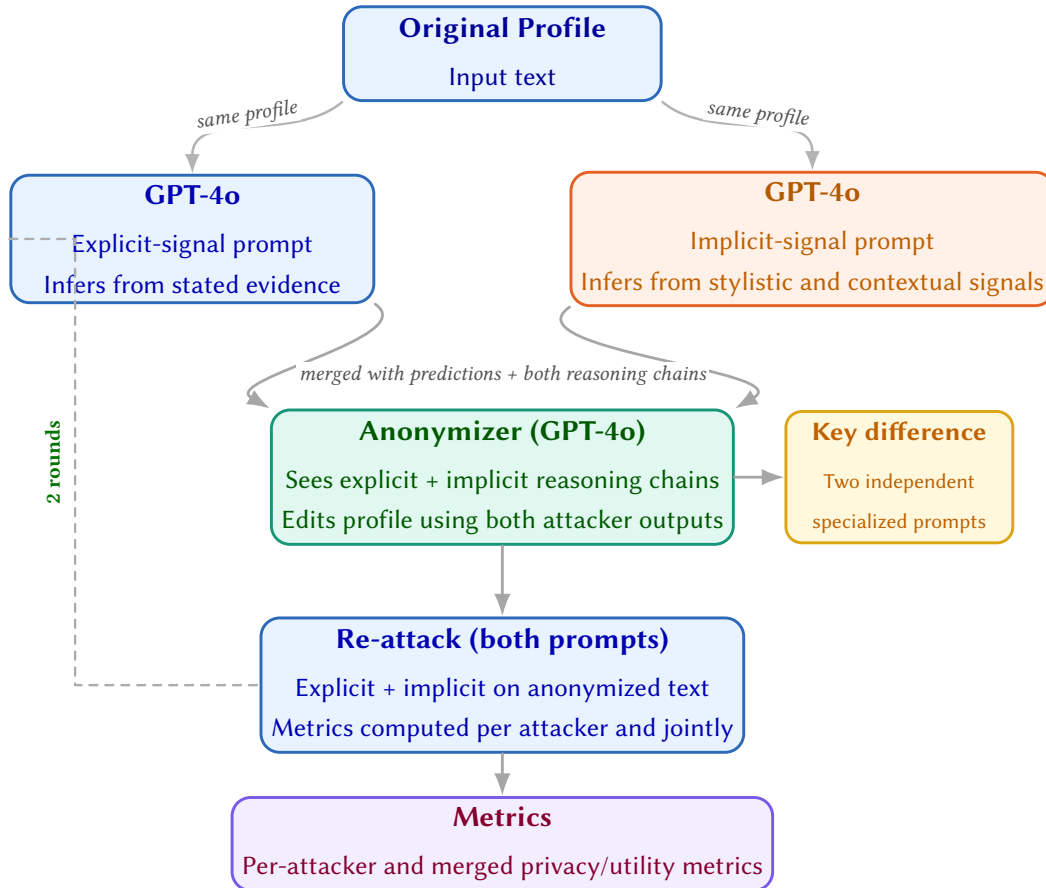 Original Profile
Input text
same profile
same profile
GPT-4o
Explicit-signal prompt
Infers from stated evidence
GPT-4o
Implicit-signal prompt
Infers from stylistic and contextual signals
merged with predictions + both reasoning chains
Anonymizer (GPT-4o)
Sees explicit + implicit reasoning chains
Edits profile using both attacker outputs
Key difference
Two independent
specialized prompts
2 rounds
Re-attack (both prompts)
Explicit + implicit on anonymized text
Metrics computed per attacker and jointly
Metrics
Per-attacker and merged privacy/utility metrics